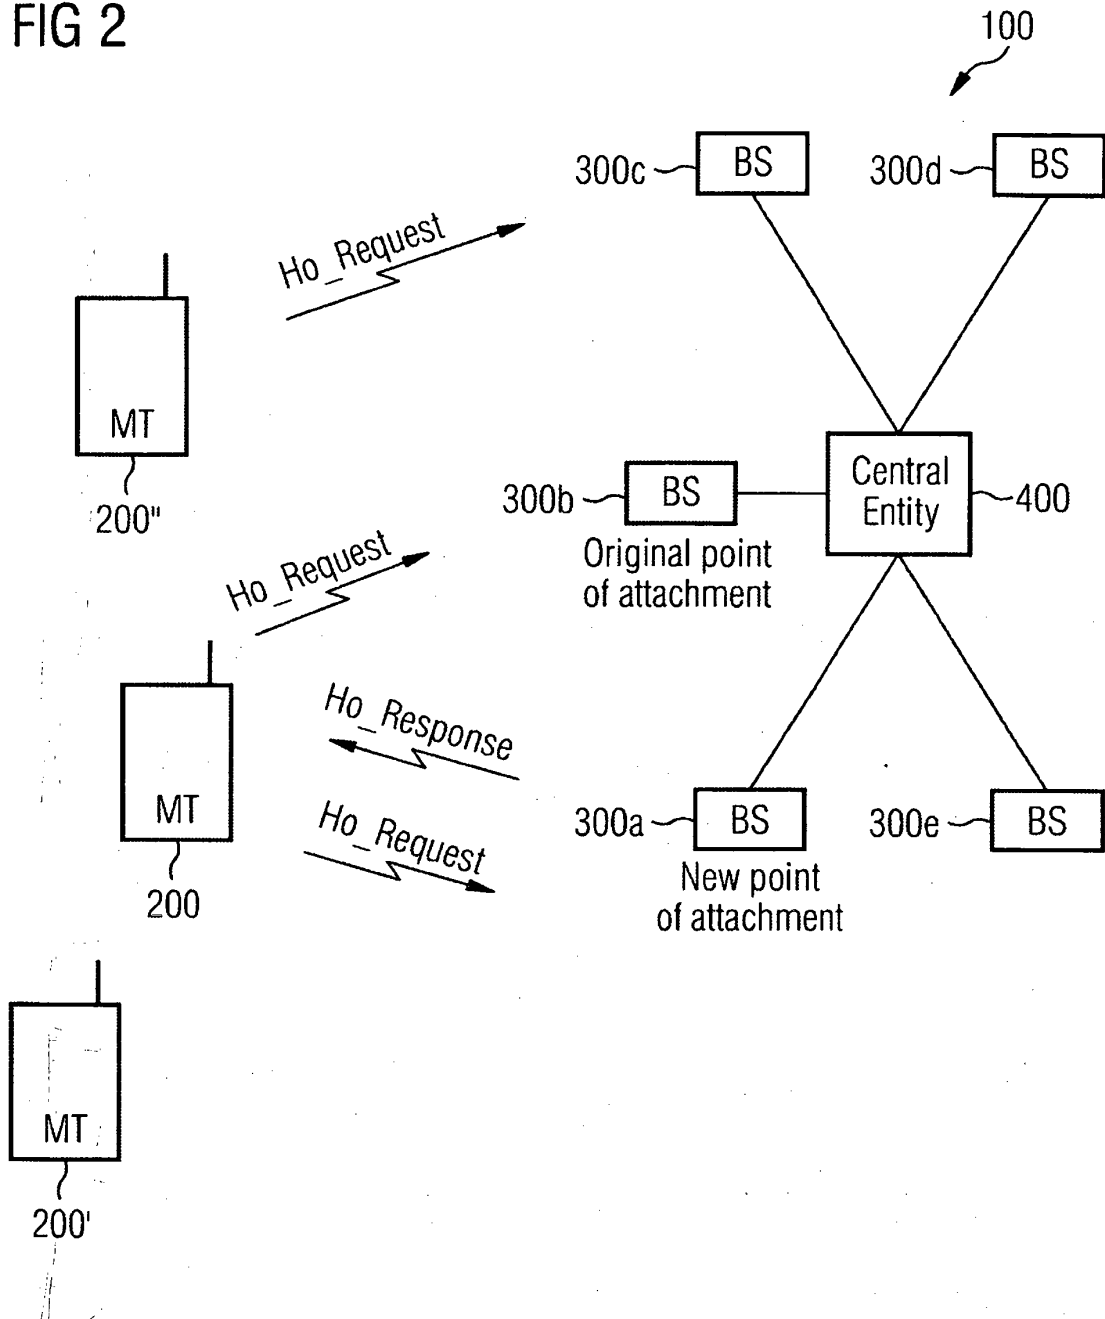 FIG 2
100
300c
BS
300d
BS
Ho_Request
MT
200"
300b
BS
Central
Entity
400
Original point
of attachment
Ho_Request
Ho_Response
MT
200
Ho_Request
300a
BS
300e
BS
New point
of attachment
MT
200'